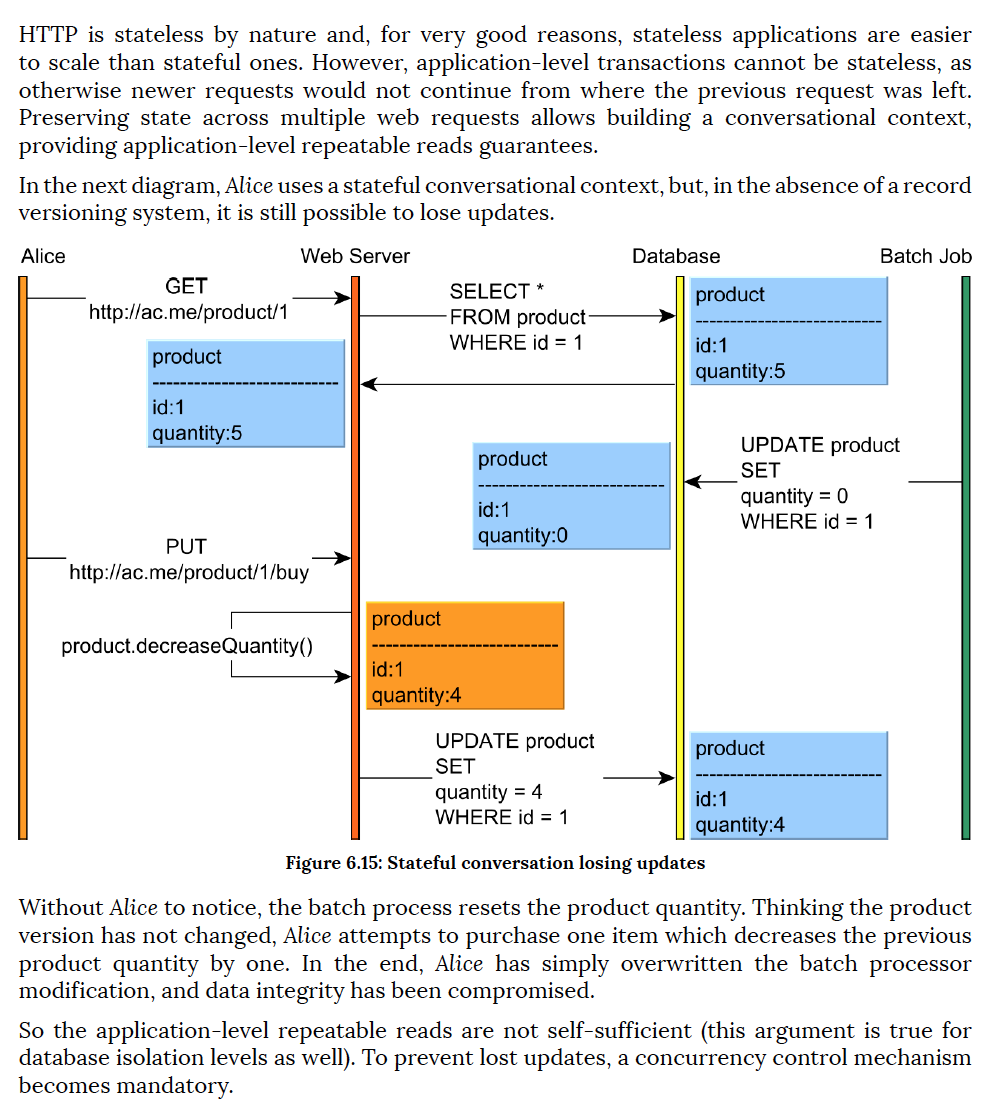 HTTP is stateless by nature and, for very good reasons, stateless applications are easier
to scale than stateful ones. However, application-level transactions cannot be stateless, as
otherwise newer requests would not continue from where the previous request was left.
Preserving state across multiple web requests allows building a conversational context,
providing application-level repeatable reads guarantees.
In the next diagram, Alice uses a stateful conversational context, but, in the absence of a record
versioning system, it is still possible to lose updates.
Alice
Web Server
Database
Batch Job
GET
http://ac.me/product/1
SELECT *
FROM product
WHERE id = 1
product
----------------------------
id:1
quantity:5
product
----------------------------
id:1
quantity:5
UPDATE product
SET
quantity = 0
WHERE id = 1
product
----------------------------
id:1
quantity:0
PUT
http://ac.me/product/1/buy
product.decreaseQuantity()
product
----------------------------
id:1
quantity:4
UPDATE product
SET
quantity = 4
WHERE id = 1
product
----------------------------
id:1
quantity:4
Figure 6.15: Stateful conversation losing updates
Without Alice to notice, the batch process resets the product quantity. Thinking the product
version has not changed, Alice attempts to purchase one item which decreases the previous
product quantity by one. In the end, Alice has simply overwritten the batch processor
modification, and data integrity has been compromised.
So the application-level repeatable reads are not self-sufficient (this argument is true for
database isolation levels as well). To prevent lost updates, a concurrency control mechanism
becomes mandatory.